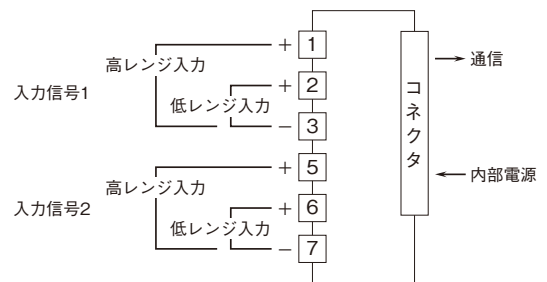 + 1
高レンジ入力
通信
+ 2
入力信号1
低レンジ入力
コネクタ
− 3
+ 5
高レンジ入力
内部電源
+ 6
入力信号2
低レンジ入力
− 7